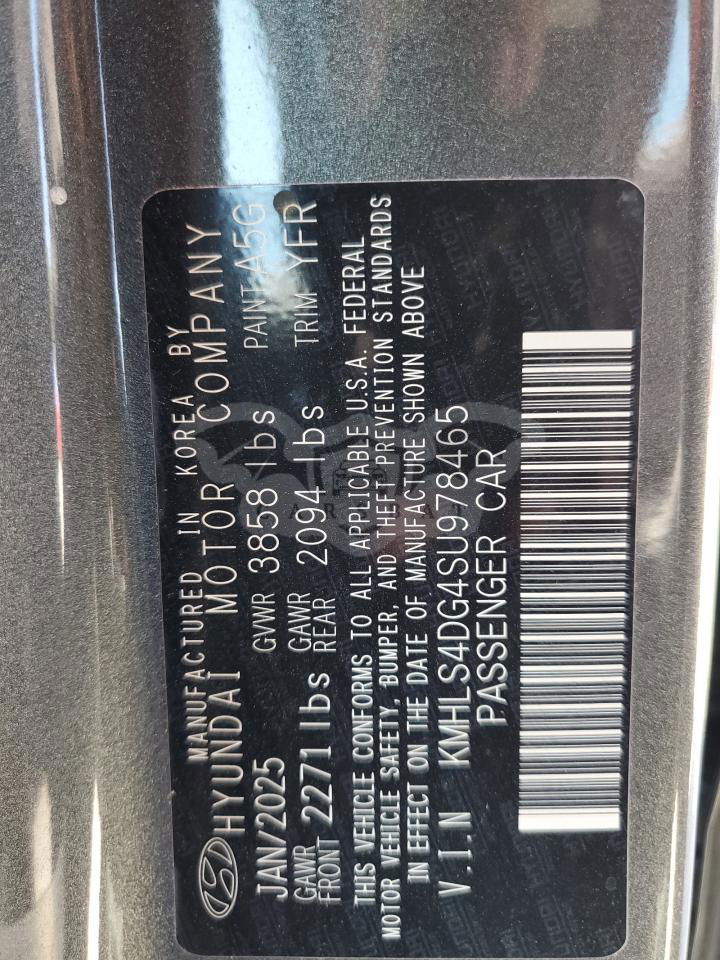 MANUFACTURED IN KOREA BY
HYUNDAI MOTOR COMPANY
JAN/2025 GVWR 3858 lbs PAINT A5G
GAWR FRONT 2271 lbs GAWR REAR 2094 lbs TRIM YFR
THIS VEHICLE CONFORMS TO ALL APPLICABLE U.S.A. FEDERAL
MOTOR VEHICLE SAFETY, BUMPER, AND THEFT PREVENTION STANDARDS
IN EFFECT ON THE DATE OF MANUFACTURE SHOWN ABOVE
V.I.N KMHLS4DG4SU978465
PASSENGER CAR